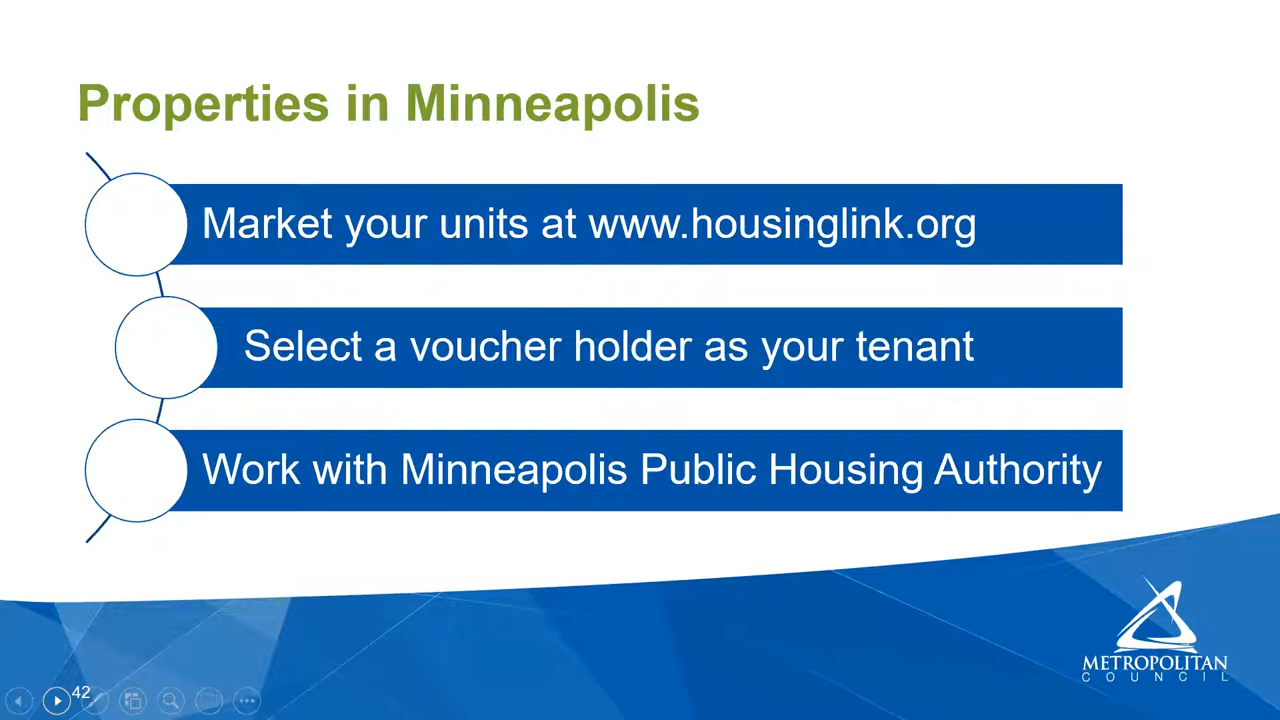 Properties in Minneapolis
Market your units at www.housinglink.org
Select a voucher holder as your tenant
Work with Minneapolis Public Housing Authority
METROPOLITAN
COUNCIL
42